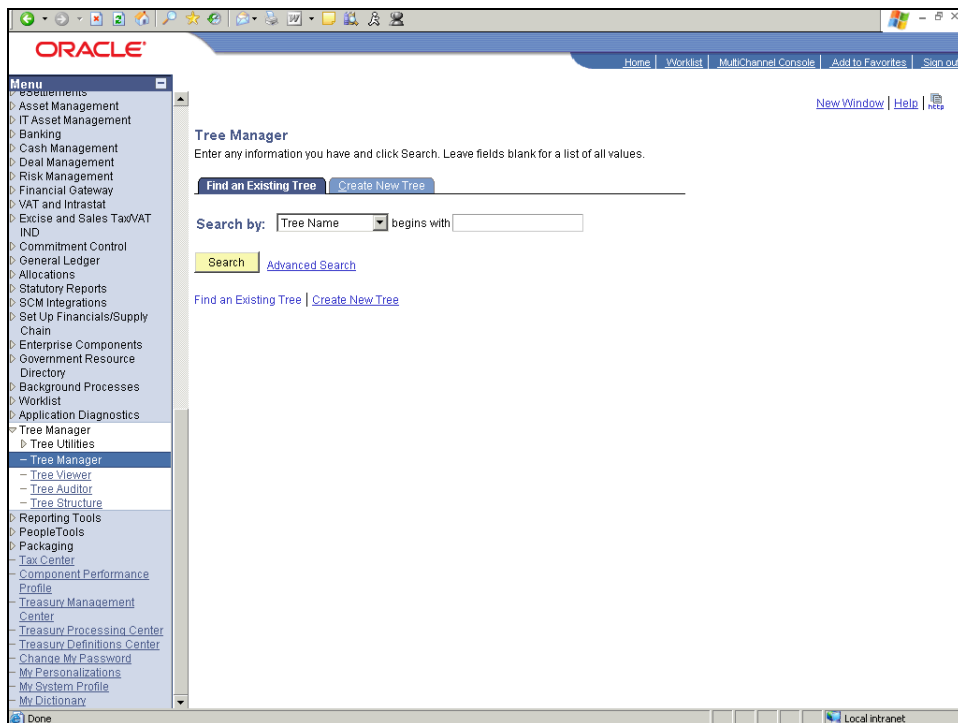 ORACLE
Home | Worklist | MultiChannel Console | Add to Favorites | Sign out
Menu
eSettlements
Asset Management
IT Asset Management
Banking
Cash Management
Deal Management
Risk Management
Financial Gateway
VAT and Intrastat
Excise and Sales Tax/VAT
IND
Commitment Control
General Ledger
Allocations
Statutory Reports
SCM Integrations
Set Up Financials/Supply
Chain
Enterprise Components
Government Resource
Directory
Background Processes
Worklist
Application Diagnostics
Tree Manager
Tree Utilities
– Tree Manager
– Tree Viewer
– Tree Auditor
– Tree Structure
Reporting Tools
PeopleTools
Packaging
– Tax Center
– Component Performance
Profile
– Treasury Management
Center
– Treasury Processing Center
– Treasury Definitions Center
– Change My Password
– My Personalizations
– My System Profile
– My Dictionary
New Window | Help | http
Tree Manager
Enter any information you have and click Search. Leave fields blank for a list of all values.
Find an Existing Tree Create New Tree
Search by: Tree Name begins with
Search Advanced Search
Find an Existing Tree | Create New Tree
Done Local intranet